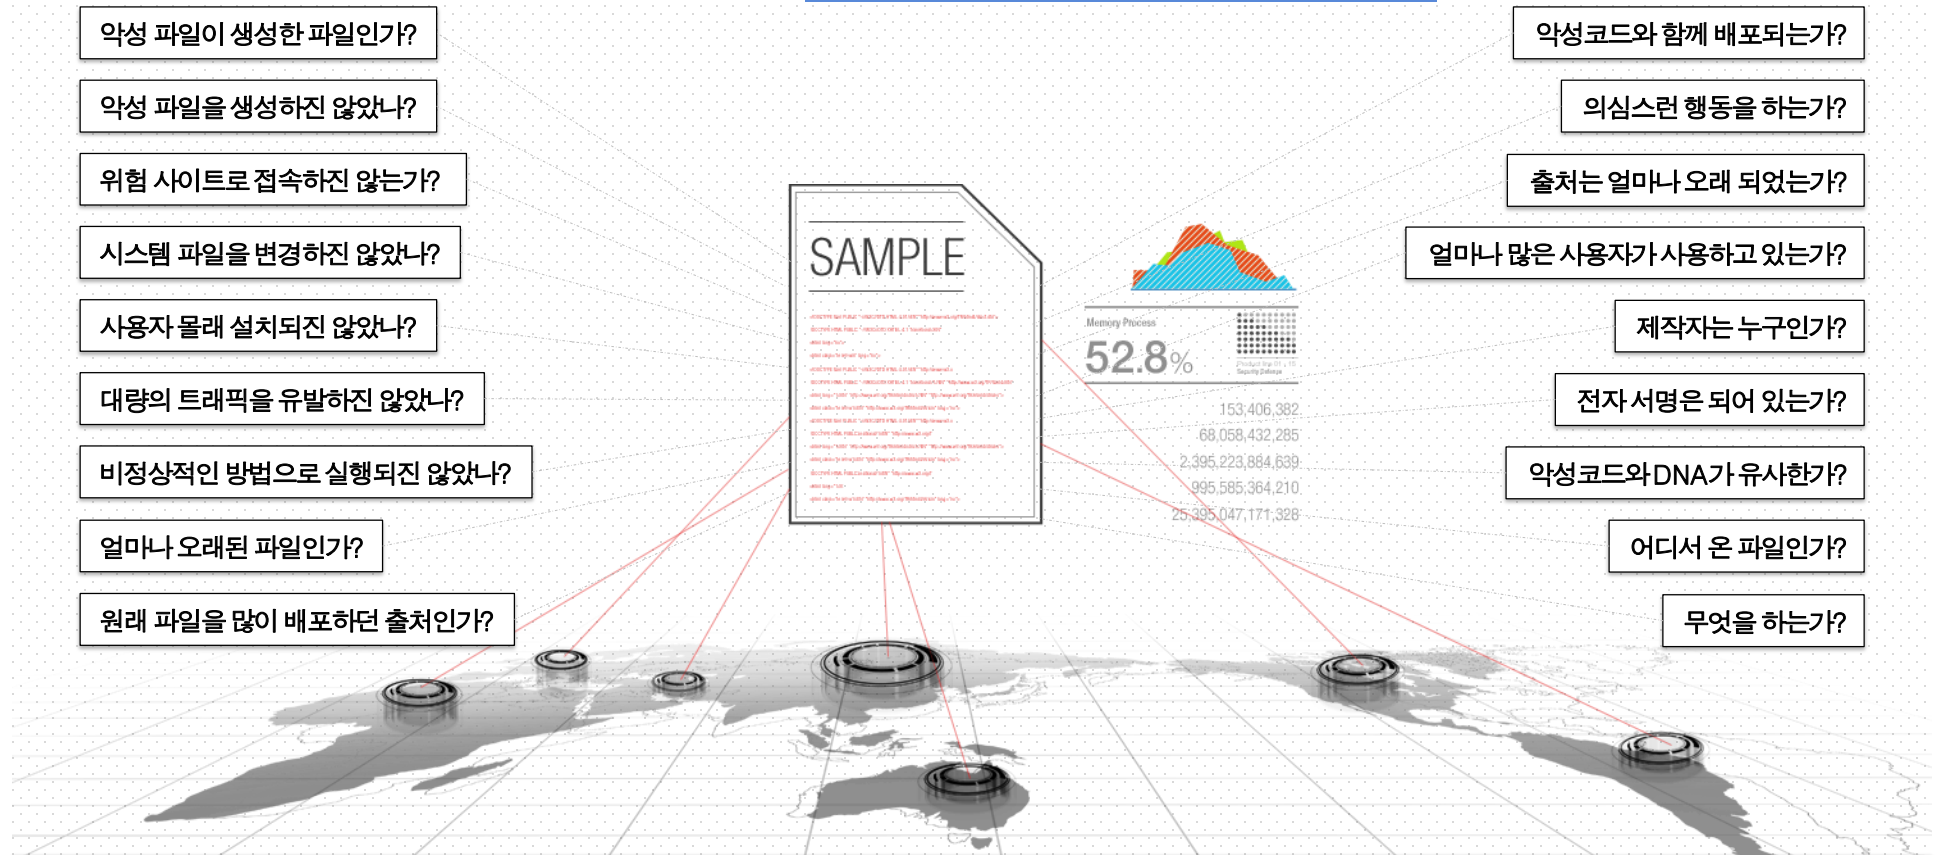 악성 파일이 생성한 파일인가?
악성 파일을 생성하진 않았나?
위험 사이트로 접속하진 않는가?
시스템 파일을 변경하진 않았나?
사용자 몰래 설치되진 않았나?
대량의 트래픽을 유발하진 않았나?
비정상적인 방법으로 실행되진 않았나?
얼마나 오래된 파일인가?
원래 파일을 많이 배포하던 출처인가?
SAMPLE
Memory Process
52.8%
Security Defense
153,406,382
68,058,432,285
2,395,223,884,639
995,585,364,210
25,395,047,171,328
악성코드와 함께 배포되는가?
의심스런 행동을 하는가?
출처는 얼마나 오래 되었는가?
얼마나 많은 사용자가 사용하고 있는가?
제작자는 누구인가?
전자 서명은 되어 있는가?
악성코드와 DNA가 유사한가?
어디서 온 파일인가?
무엇을 하는가?